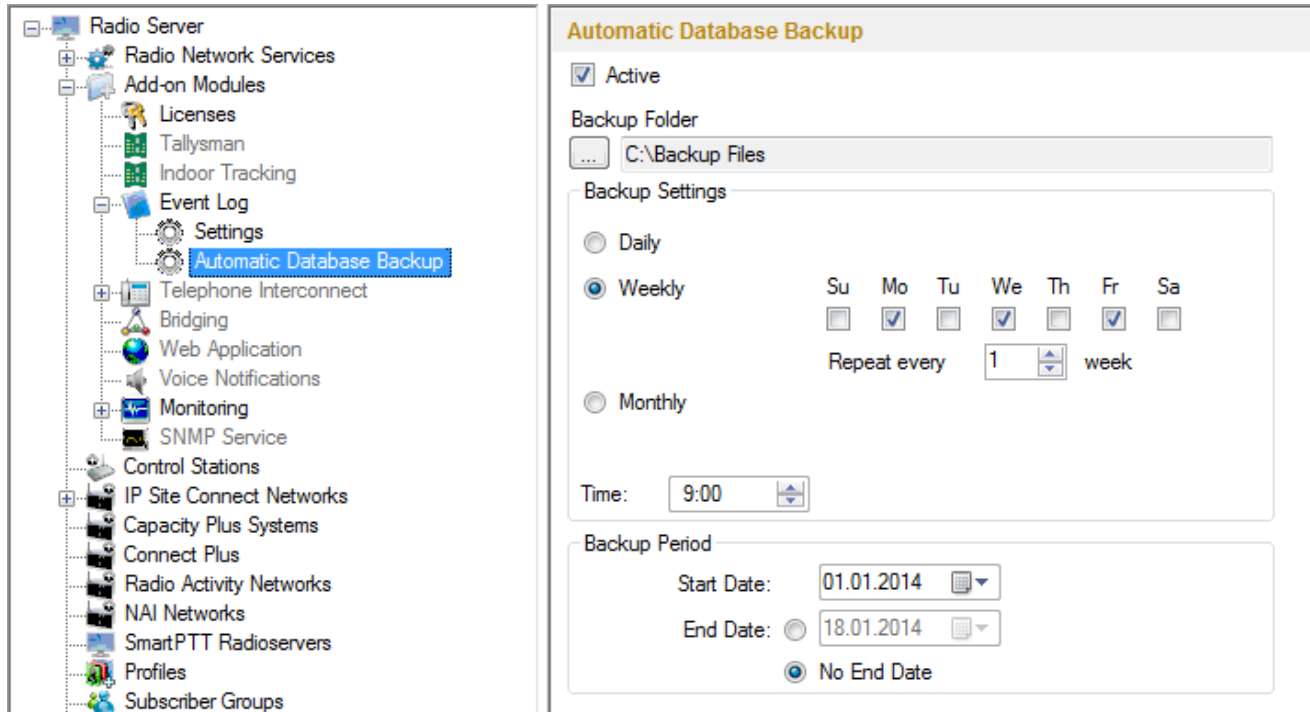 Radio Server
Radio Network Services
Add-on Modules
Licenses
Tallysman
Indoor Tracking
Event Log
Settings
Automatic Database Backup
Telephone Interconnect
Bridging
Web Application
Voice Notifications
Monitoring
SNMP Service
Control Stations
IP Site Connect Networks
Capacity Plus Systems
Connect Plus
Radio Activity Networks
NAI Networks
SmartPTT Radioservers
Profiles
Subscriber Groups
Automatic Database Backup
Active
Backup Folder
... C:\Backup Files
Backup Settings
Daily
Weekly Su Mo Tu We Th Fr Sa
Repeat every 1 week
Monthly
Time: 9:00
Backup Period
Start Date: 01.01.2014
End Date: 18.01.2014
No End Date